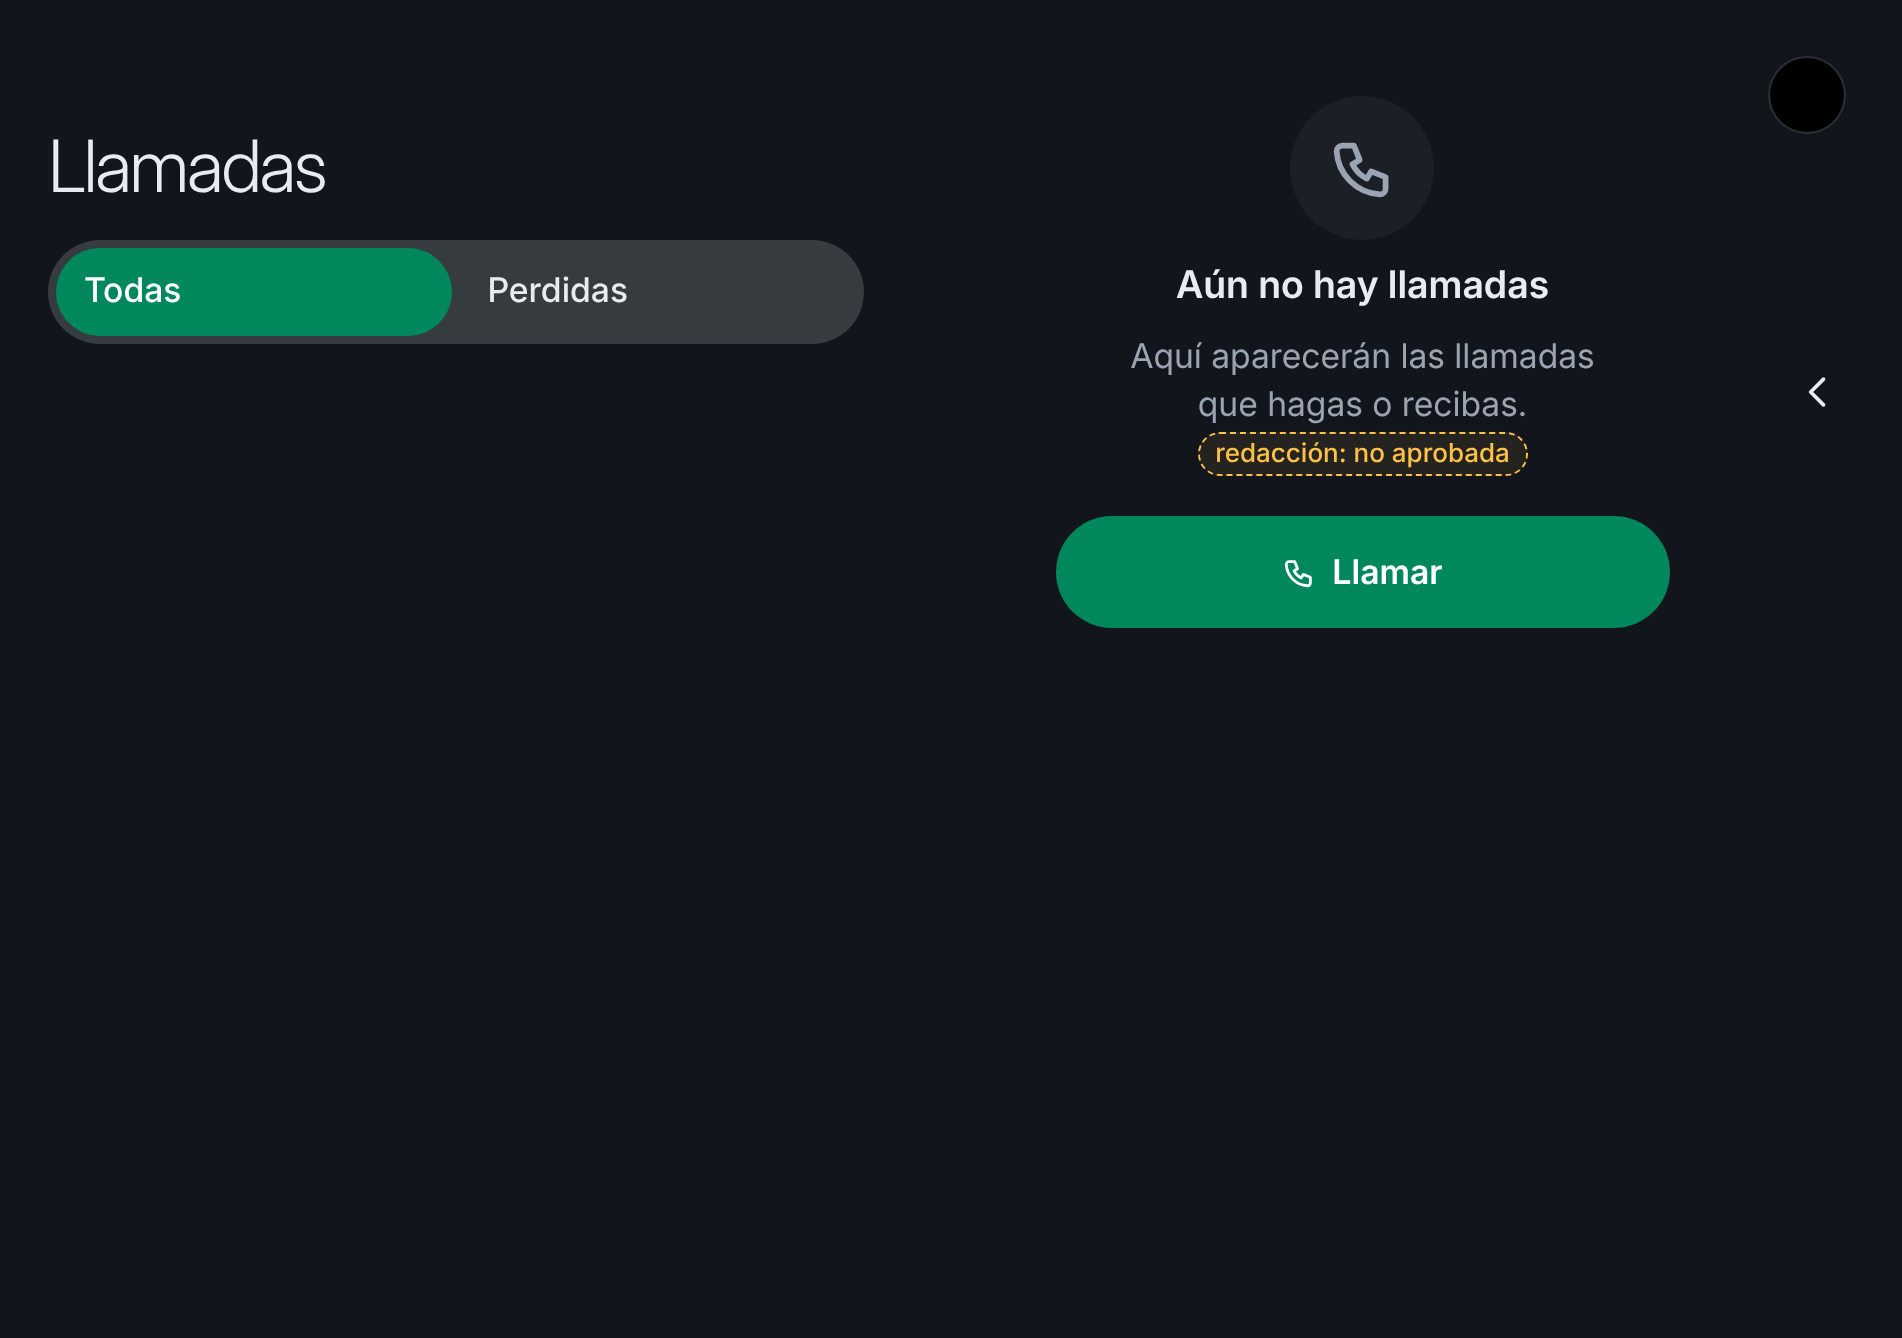 Llamadas
Todas
Perdidas
Aún no hay llamadas
Aquí aparecerán las llamadas
que hagas o recibas.
redacción: no aprobada
Llamar